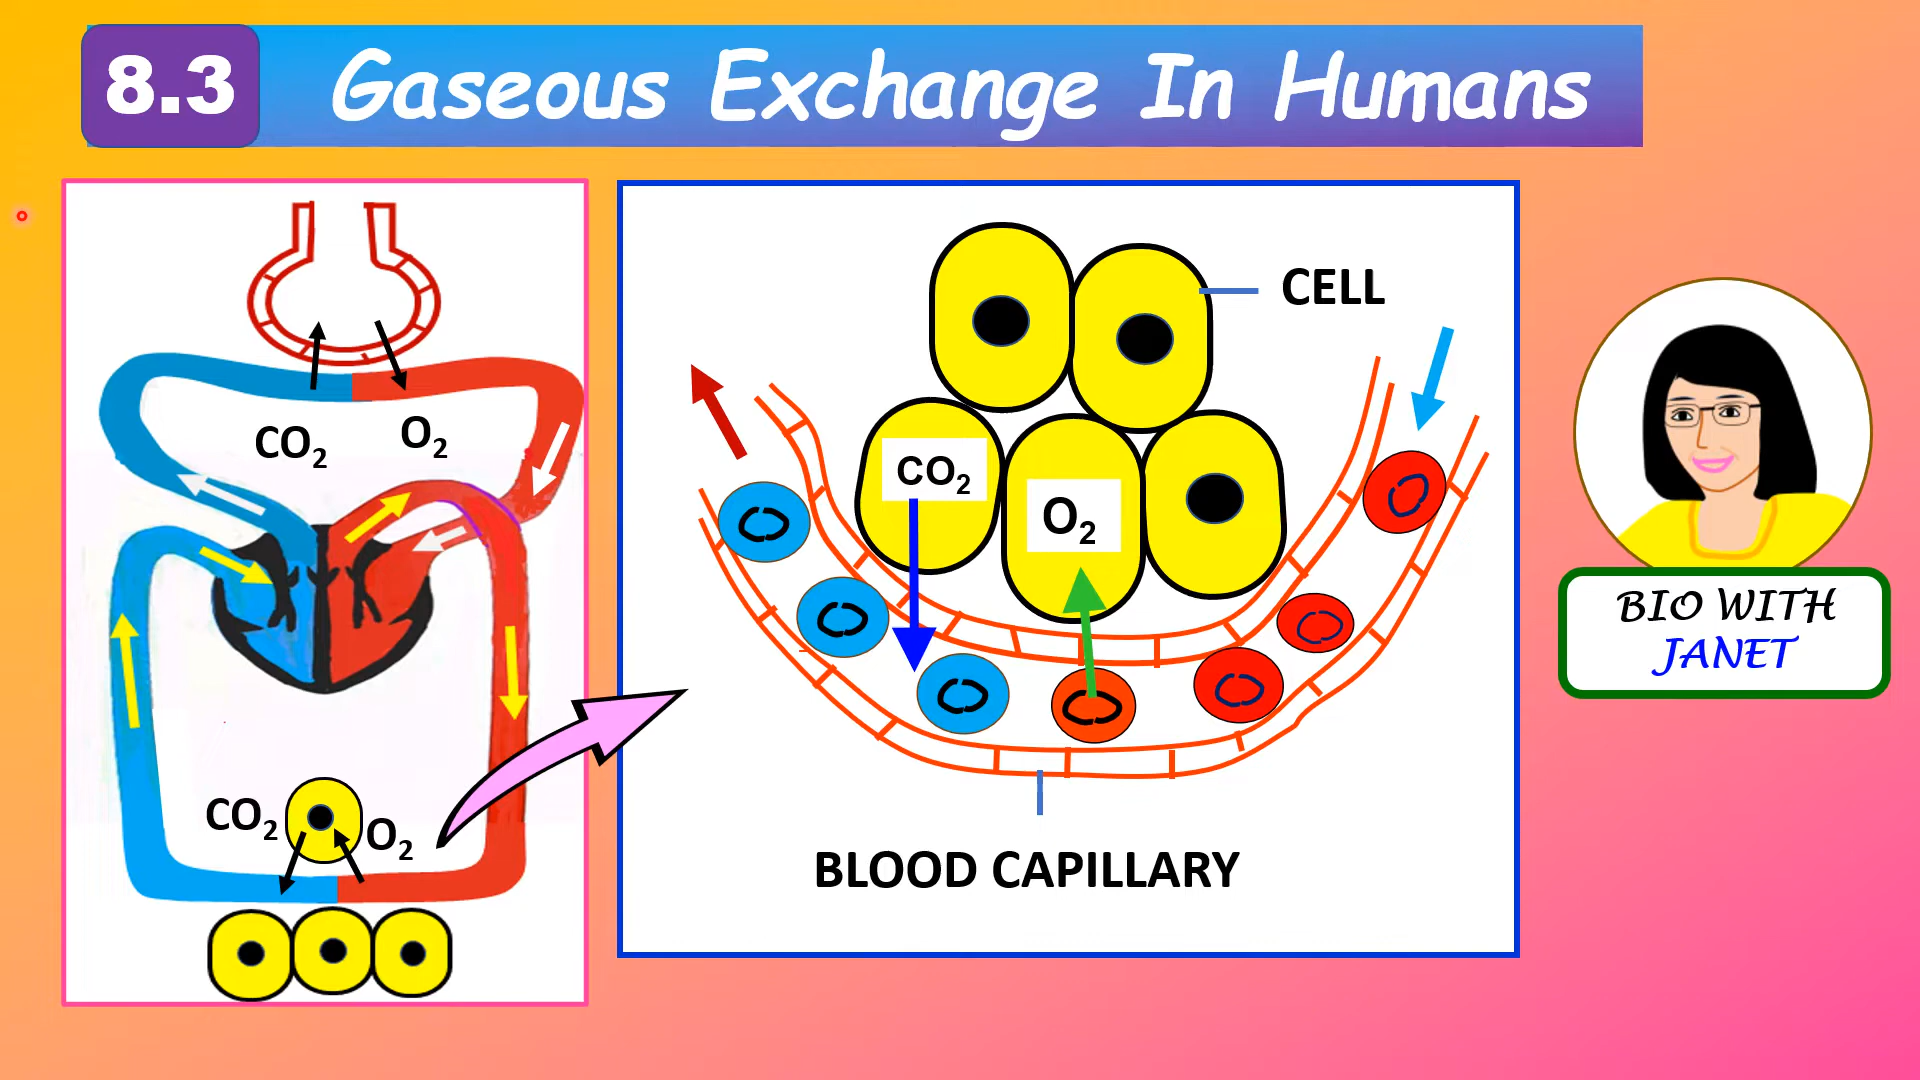 8.3 Gaseous Exchange In Humans
CO₂ O₂
CO₂ O₂
CELL
CO₂
O₂
BLOOD CAPILLARY
BIO WITH
JANET